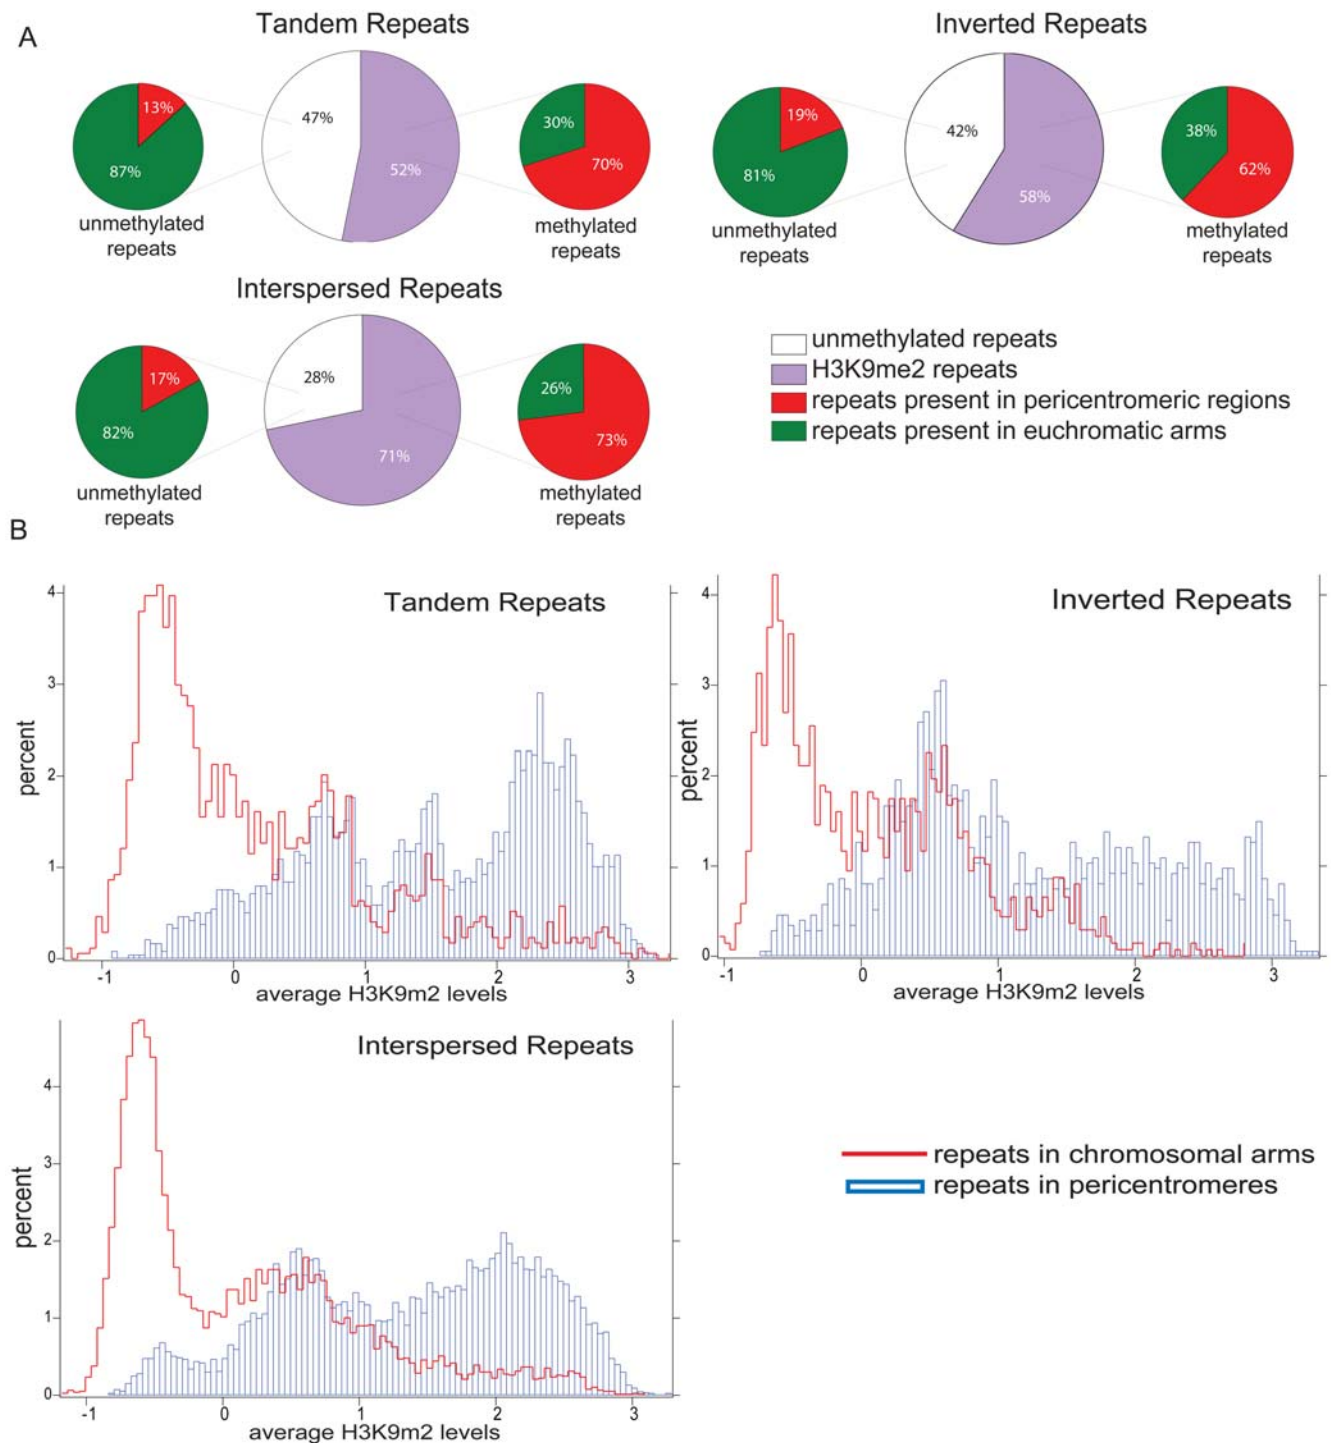 A
Tandem Repeats
Inverted Repeats
13%
87%
unmethylated
repeats
47%
52%
30%
70%
methylated
repeats
19%
81%
unmethylated
repeats
42%
58%
38%
62%
methylated
repeats
Interspersed Repeats
17%
82%
unmethylated
repeats
28%
71%
26%
73%
methylated
repeats
unmethylated repeats
H3K9me2 repeats
repeats present in pericentromeric regions
repeats present in euchromatic arms
B
Tandem Repeats
percent
4
3
2
1
0
-1 0 1 2 3
average H3K9m2 levels
Inverted Repeats
percent
4
3
2
1
0
-1 0 1 2 3
average H3K9m2 levels
Interspersed Repeats
percent
4
3
2
1
0
-1 0 1 2 3
average H3K9m2 levels
repeats in chromosomal arms
repeats in pericentromeres